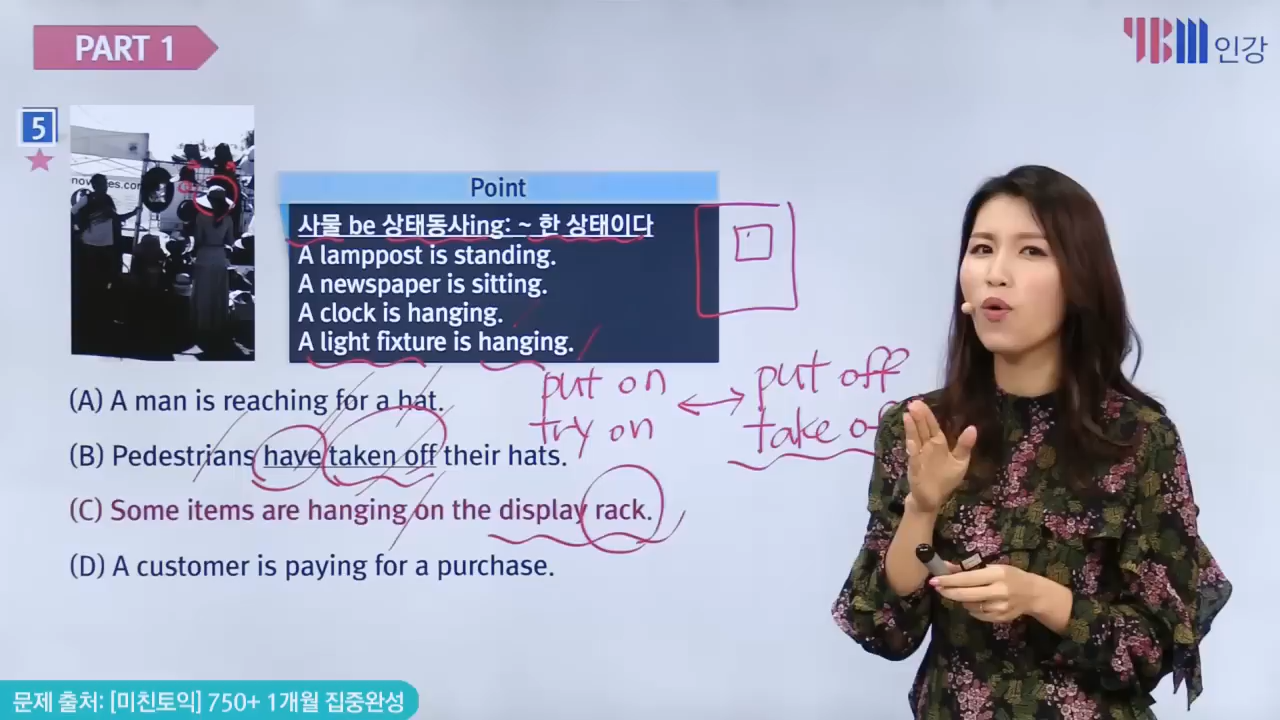 PART 1
YBM 인강
5
Point
사물 be 상태동사ing: ~ 한 상태이다
A lamppost is standing.
A newspaper is sitting.
A clock is hanging.
A light fixture is hanging.
put on
put off
try on
take
(A) A man is reaching for a hat.
(B) Pedestrians have taken off their hats.
(C) Some items are hanging on the display rack.
(D) A customer is paying for a purchase.
문제 출처: [미친토익] 750+ 1개월 집중완성